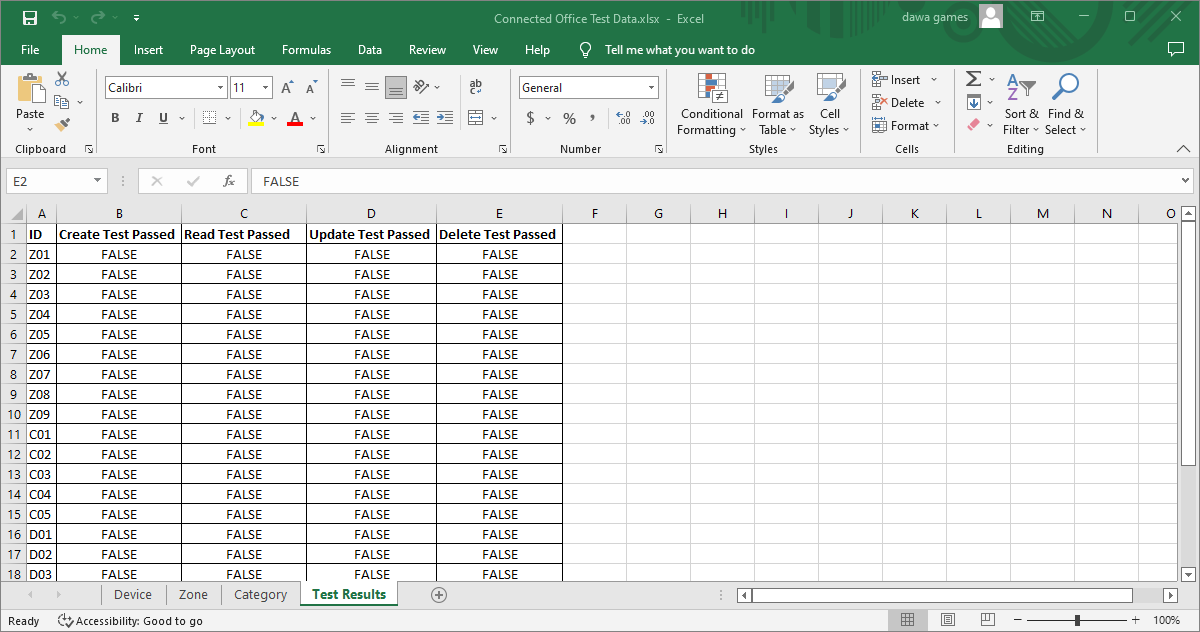 Connected Office Test Data.xlsx - Excel
dawa games
File Home Insert Page Layout Formulas Data Review View Help Tell me what you want to do
Paste
Clipboard
Calibri 11
B I U A
Font
ab
Alignment
General
$ % ,
Number
Conditional Formatting
Format as Table
Cell Styles
Styles
Insert
Delete
Format
Cells
Sort & Filter
Find & Select
Editing
E2 fx FALSE
A B C D E F G H I J K L M N O
1 ID Create Test Passed Read Test Passed Update Test Passed Delete Test Passed
2 Z01 FALSE FALSE FALSE FALSE
3 Z02 FALSE FALSE FALSE FALSE
4 Z03 FALSE FALSE FALSE FALSE
5 Z04 FALSE FALSE FALSE FALSE
6 Z05 FALSE FALSE FALSE FALSE
7 Z06 FALSE FALSE FALSE FALSE
8 Z07 FALSE FALSE FALSE FALSE
9 Z08 FALSE FALSE FALSE FALSE
10 Z09 FALSE FALSE FALSE FALSE
11 C01 FALSE FALSE FALSE FALSE
12 C02 FALSE FALSE FALSE FALSE
13 C03 FALSE FALSE FALSE FALSE
14 C04 FALSE FALSE FALSE FALSE
15 C05 FALSE FALSE FALSE FALSE
16 D01 FALSE FALSE FALSE FALSE
17 D02 FALSE FALSE FALSE FALSE
18 D03 FALSE FALSE FALSE FALSE
Device Zone Category Test Results
Ready Accessibility: Good to go 100%